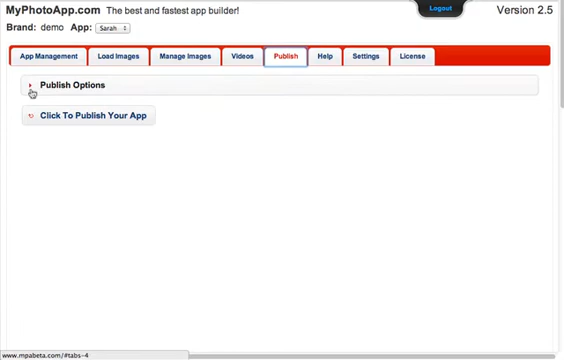 Logout
MyPhotoApp.com The best and fastest app builder! Version 2.5
Brand: demo App: Sarah
App Management Load Images Manage Images Videos Publish Help Settings License
Publish Options
Click To Publish Your App
www.mpabeta.com/#tabs-4